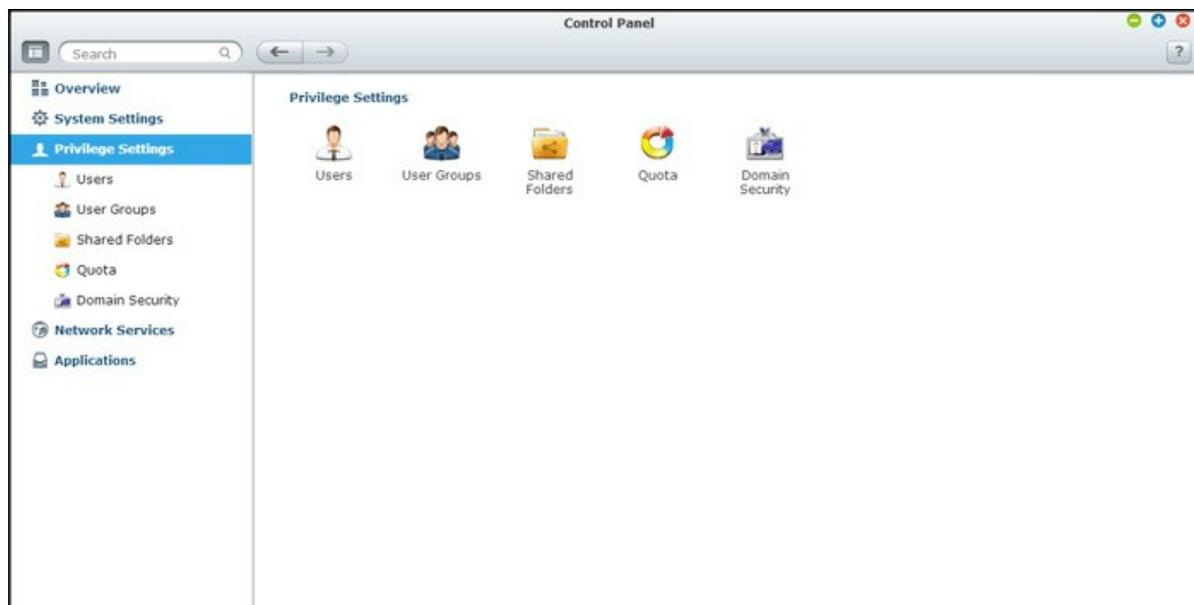 Control Panel
Search
?
Overview
System Settings
Privilege Settings
Users
User Groups
Shared Folders
Quota
Domain Security
Network Services
Applications
Privilege Settings
Users
User Groups
Shared
Folders
Quota
Domain
Security